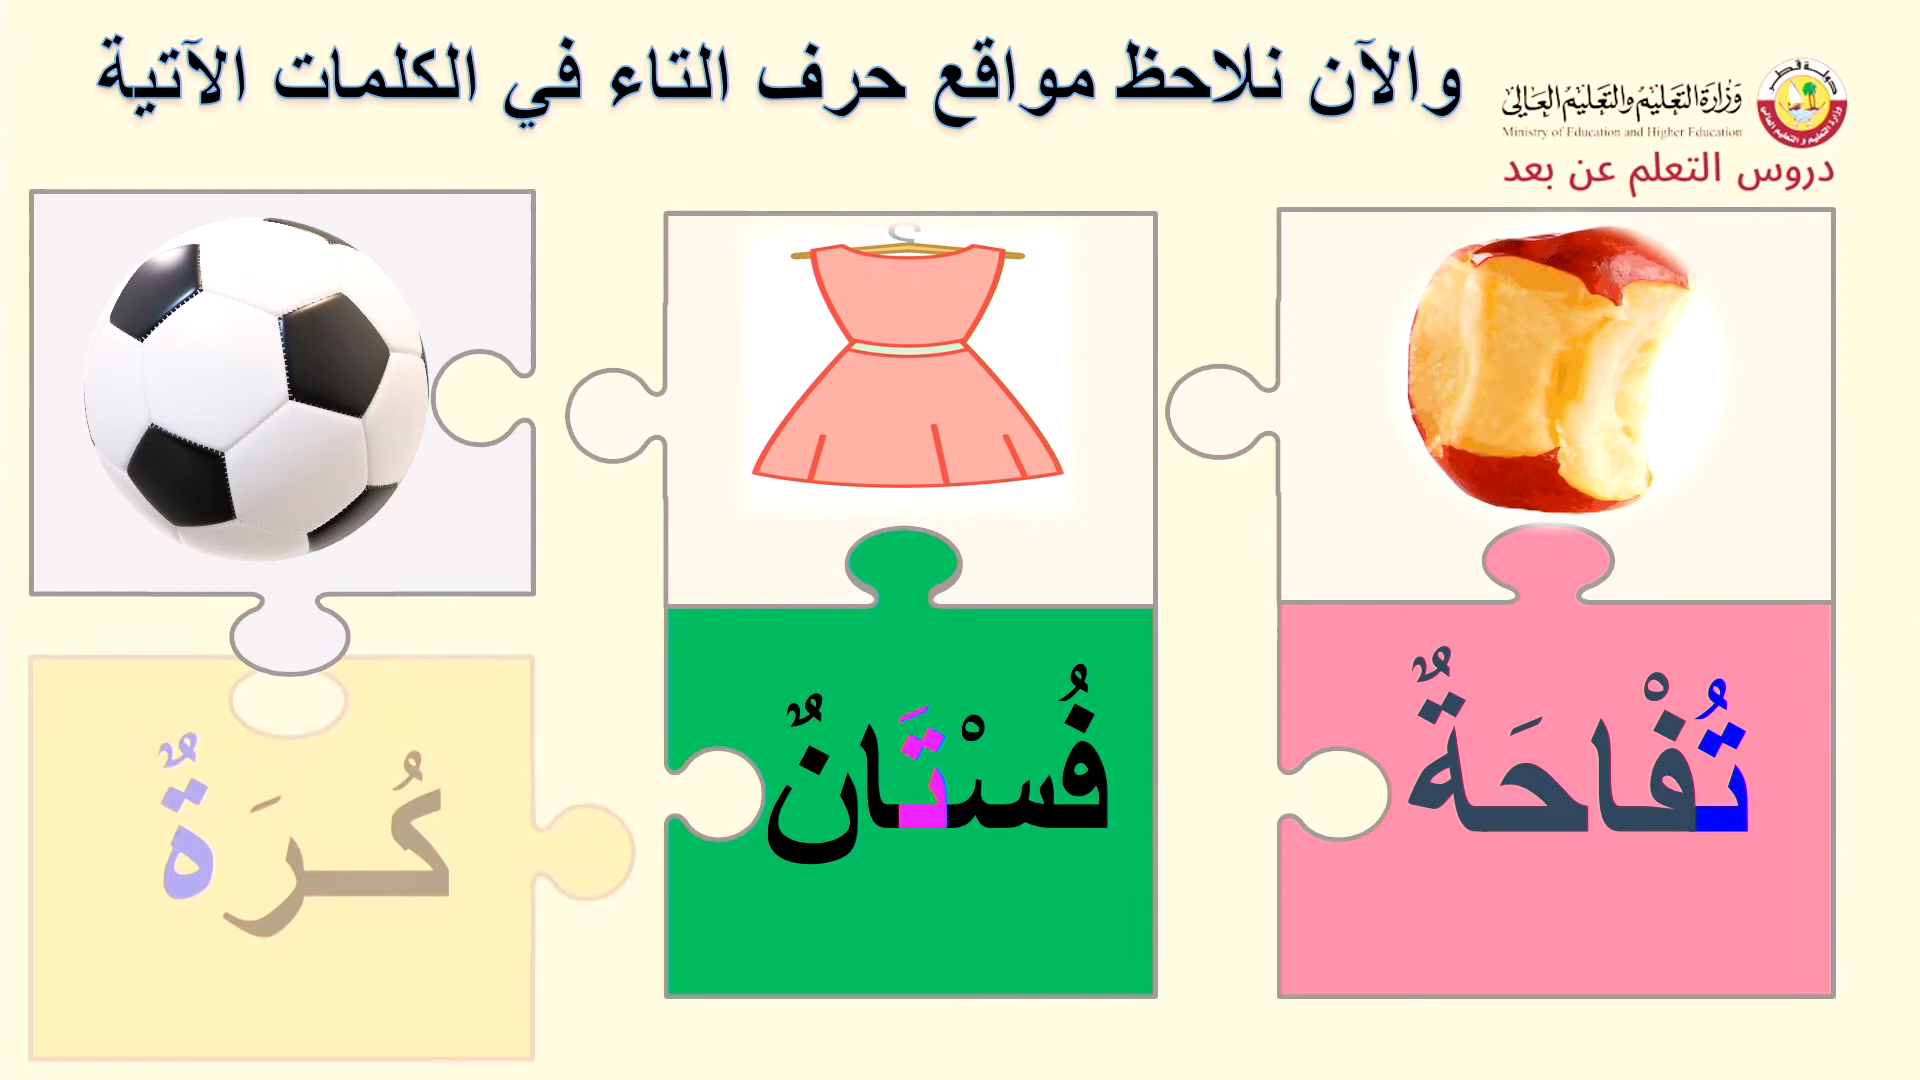 والآن نلاحظ مواقع حرف التاء في الكلمات الآتية
وزارة التعليم والتعليم العالي
Ministry of Education and Higher Education
دروس التعلم عن بعد
تُفْاحَةٌ
فُسْتَانٌ
كُـرَةٌ